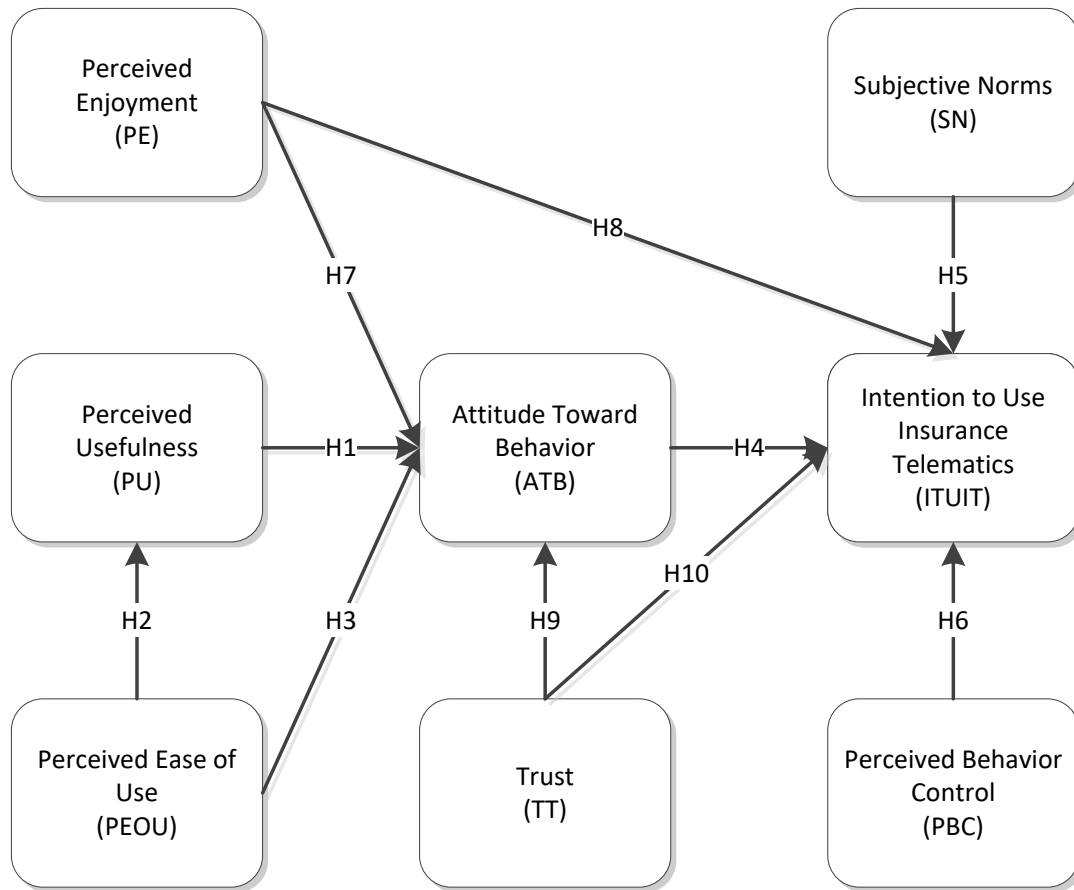 Perceived
Enjoyment
(PE)
Subjective Norms
(SN)
H8
H7
H5
Perceived
Usefulness
(PU)
H1
Attitude Toward
Behavior
(ATB)
H4
Intention to Use
Insurance
Telematics
(ITUIT)
H10
H2
H3
H9
H6
Perceived Ease of
Use
(PEOU)
Trust
(TT)
Perceived Behavior
Control
(PBC)